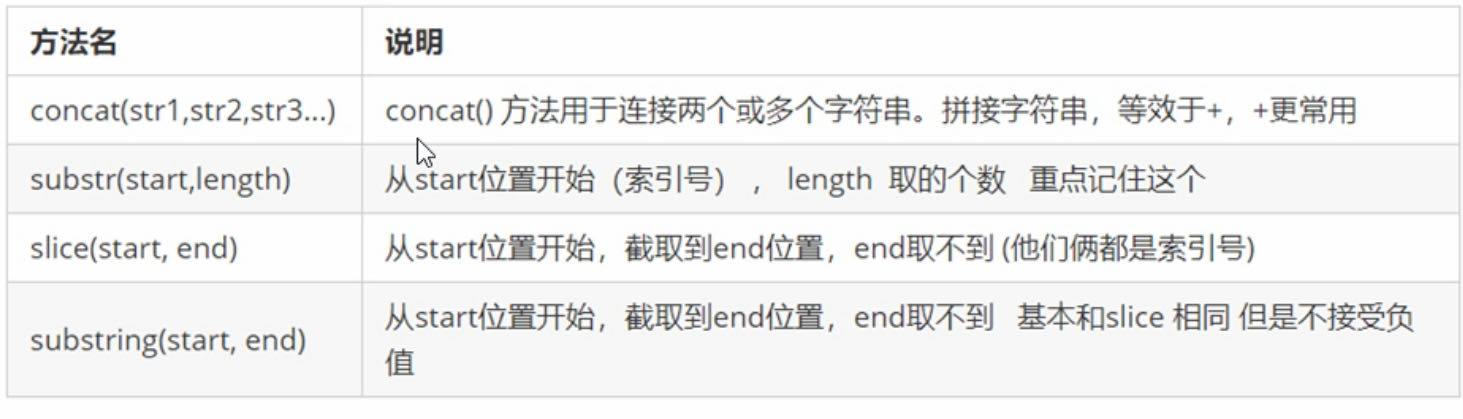 方法名 说明
concat(str1,str2,str3...) concat() 方法用于连接两个或多个字符串。拼接字符串，等效于+，+更常用
substr(start,length) 从start位置开始（索引号） ， length 取的个数 重点记住这个
slice(start, end) 从start位置开始，截取到end位置，end取不到 (他们俩都是索引号)
substring(start, end) 从start位置开始，截取到end位置，end取不到 基本和slice 相同 但是不接受负
值